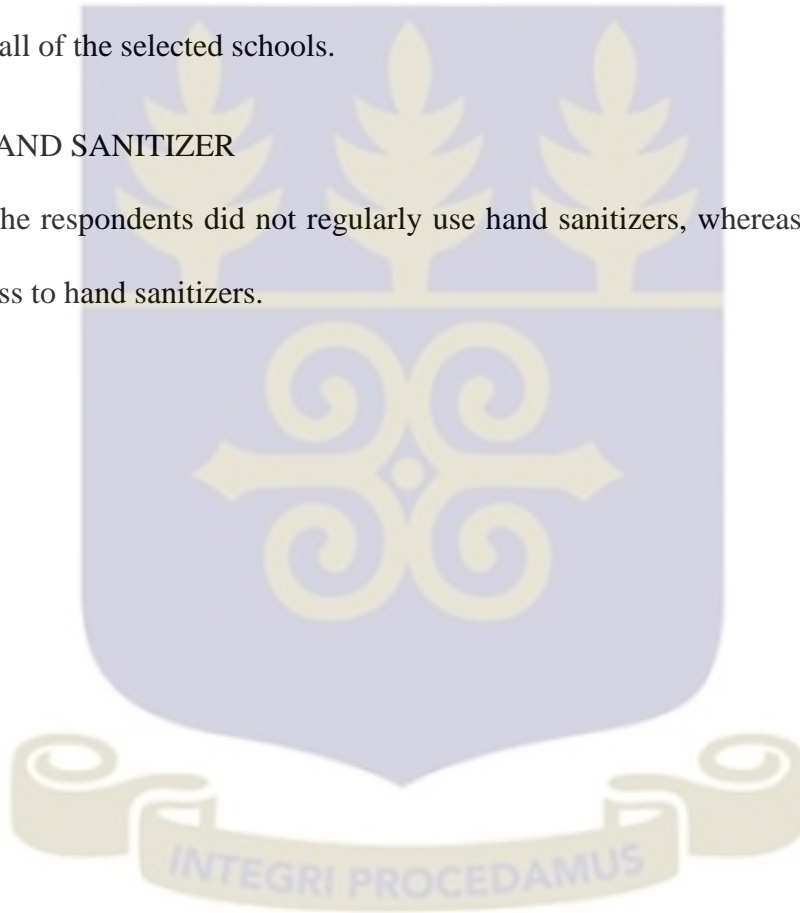 all of the selected schools.
AND SANITIZER
he respondents did not regularly use hand sanitizers, whereas
ss to hand sanitizers.
INTEGRI PROCEDAMUS